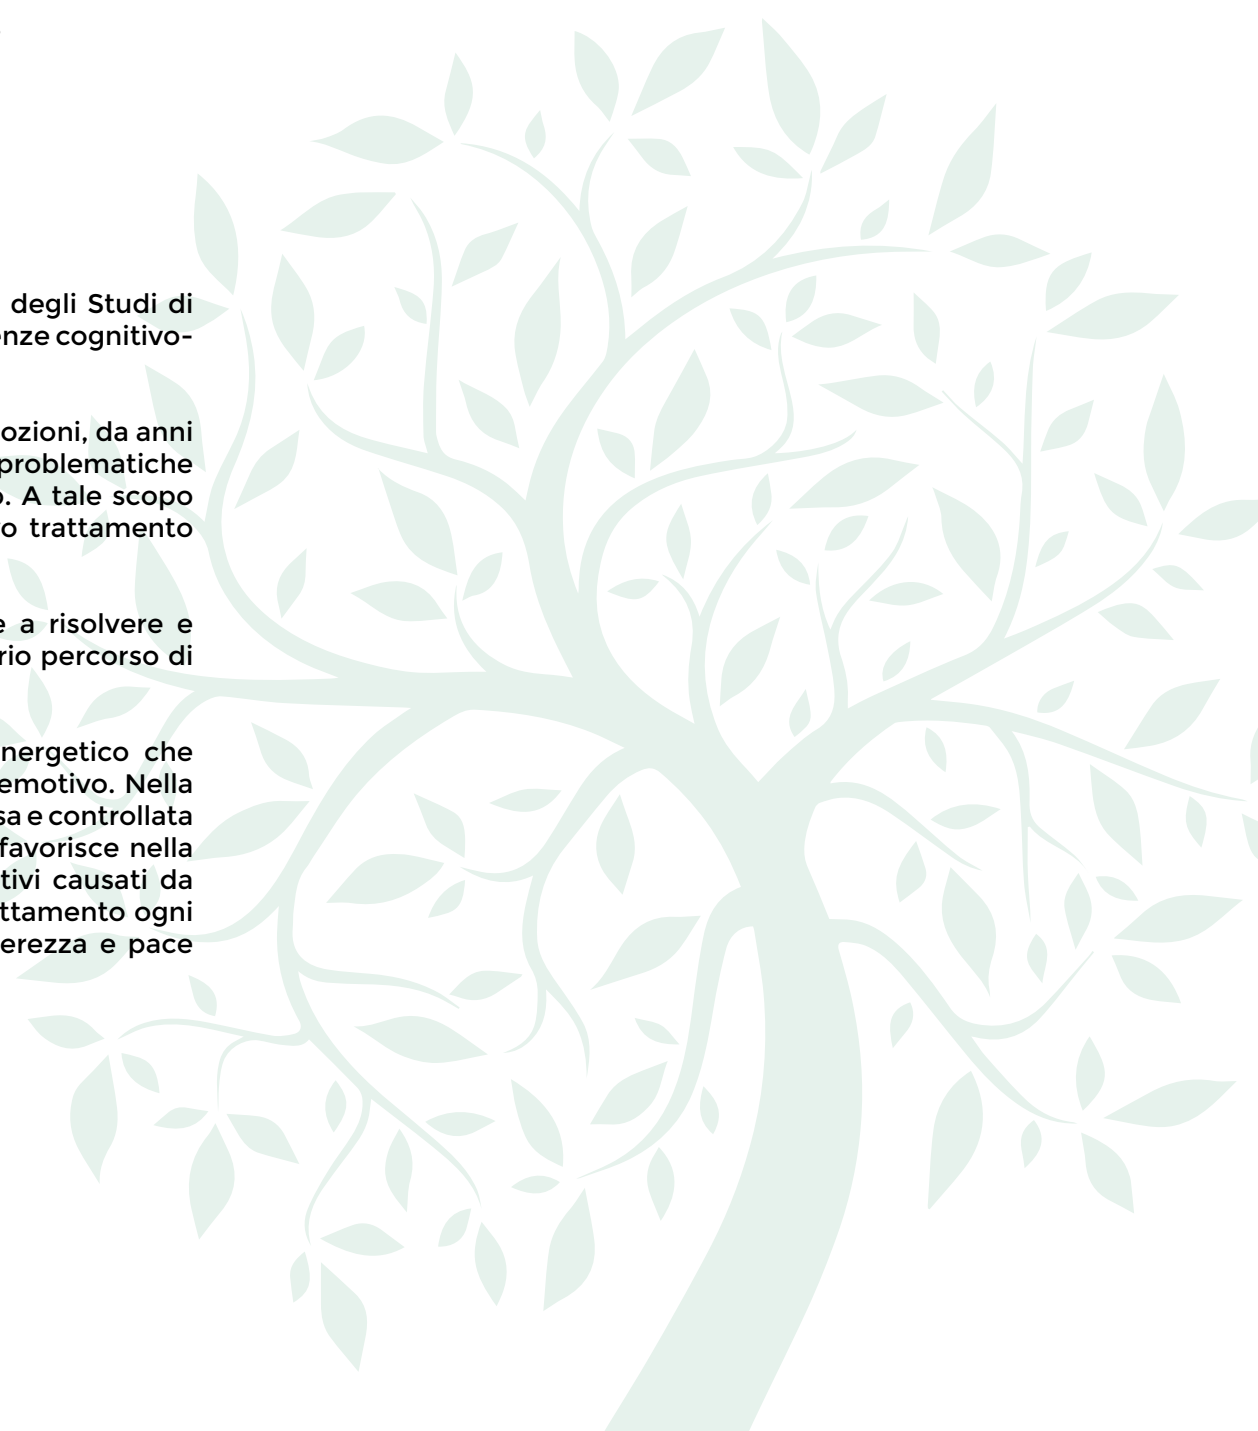 degli Studi di
enze cognitivo-
ozioni, da anni
problematiche
o. A tale scopo
o trattamento
e a risolvere e
rio percorso di
nergetico che
emotivo. Nella
sa e controllata
favorisce nella
tivi causati da
ttamento ogni
erezza e pace